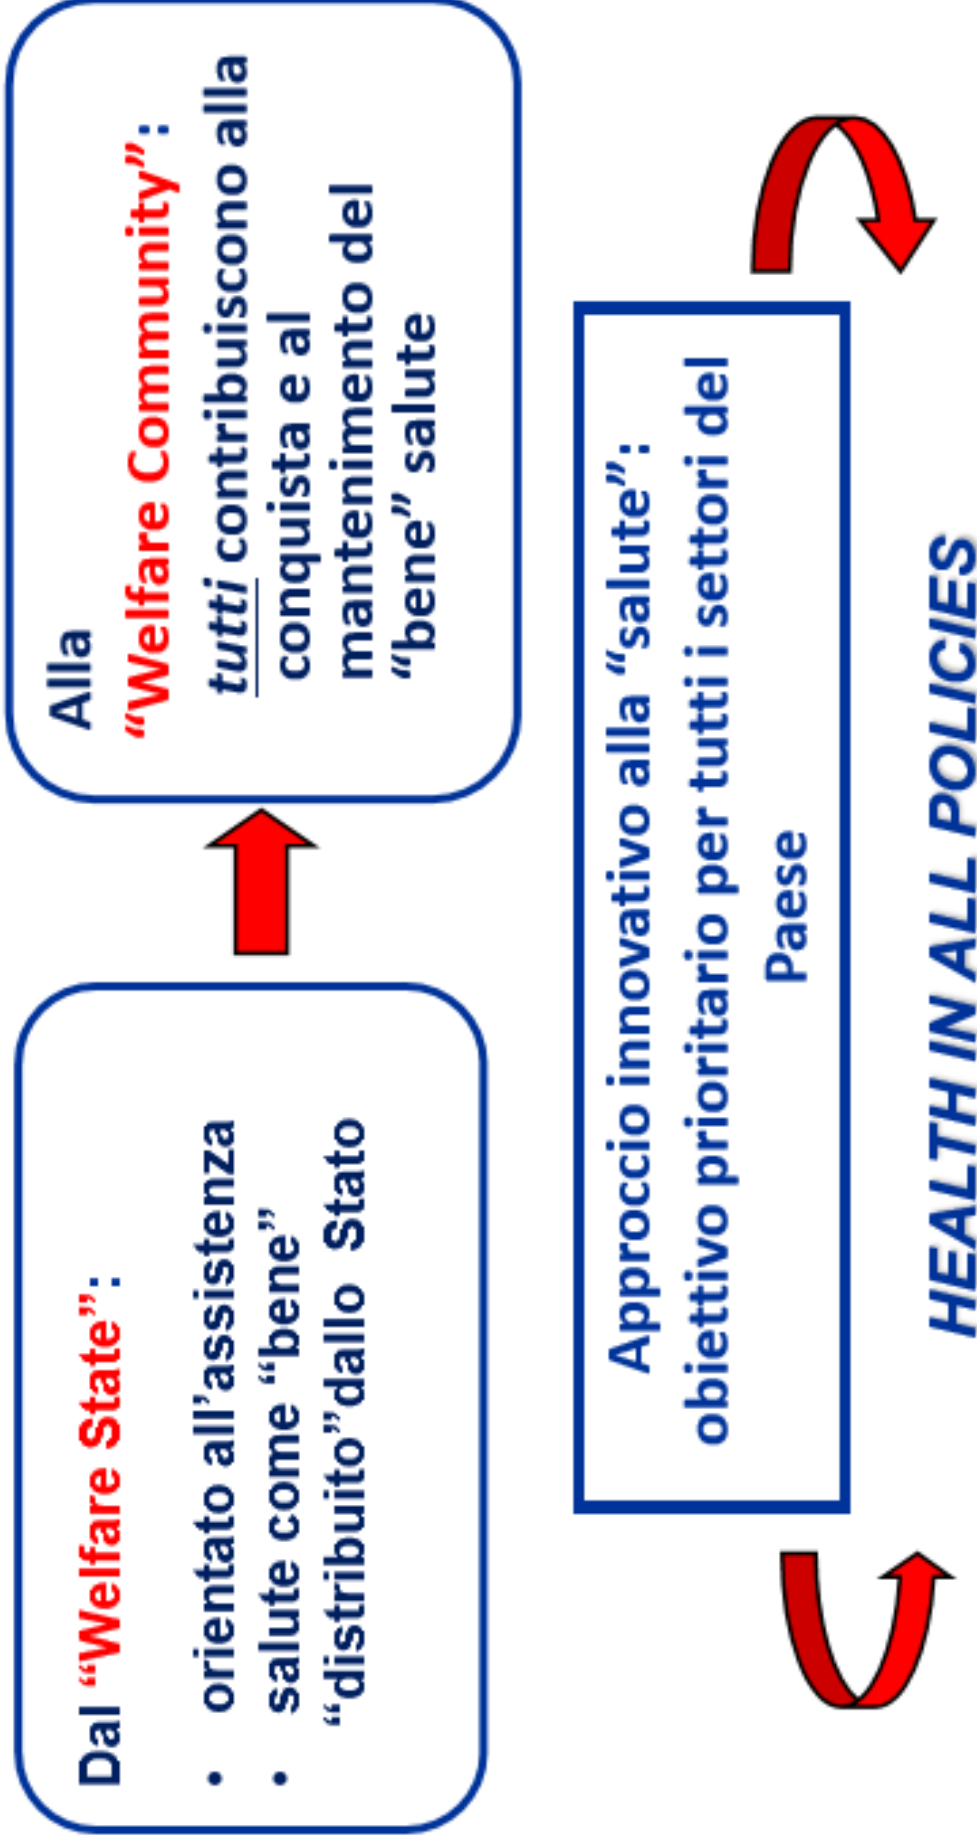 Dal “Welfare State”:
• orientato all’assistenza
• salute come “bene”
“distribuito”dallo Stato
Alla
“Welfare Community”:
tutti contribuiscono alla
conquista e al
mantenimento del
“bene” salute
Approccio innovativo alla “salute”:
obiettivo prioritario per tutti i settori del
Paese
HEALTH IN ALL POLICIES